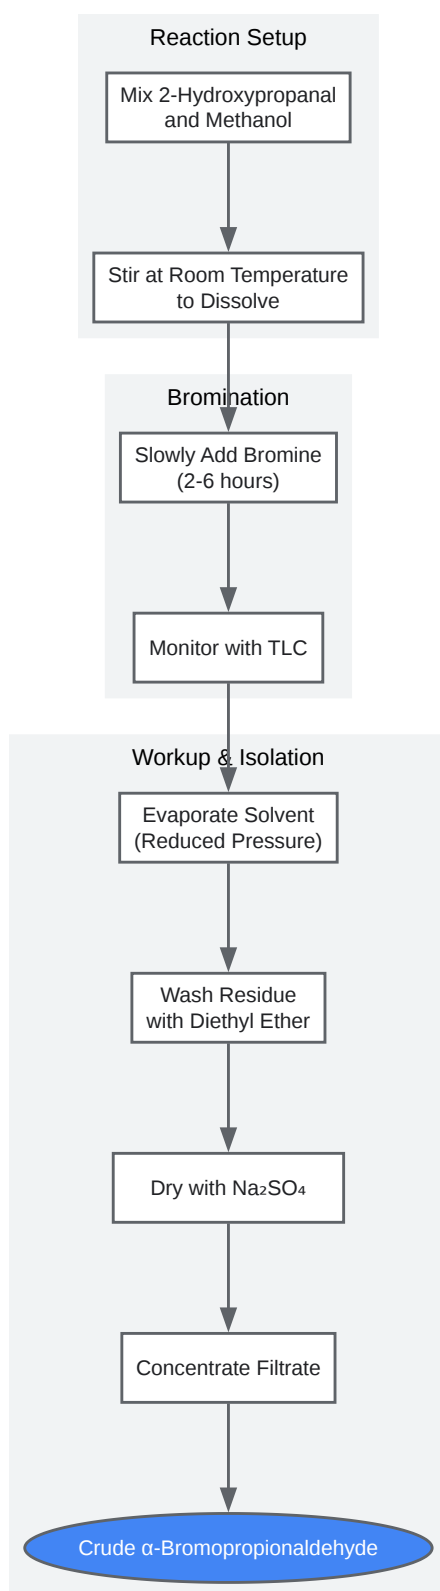 Reaction Setup
Mix 2-Hydroxypropanal
and Methanol
Stir at Room Temperature
to Dissolve
Bromination
Slowly Add Bromine
(2-6 hours)
Monitor with TLC
Workup & Isolation
Evaporate Solvent
(Reduced Pressure)
Wash Residue
with Diethyl Ether
Dry with Na₂SO₄
Concentrate Filtrate
Crude α-Bromopropionaldehyde